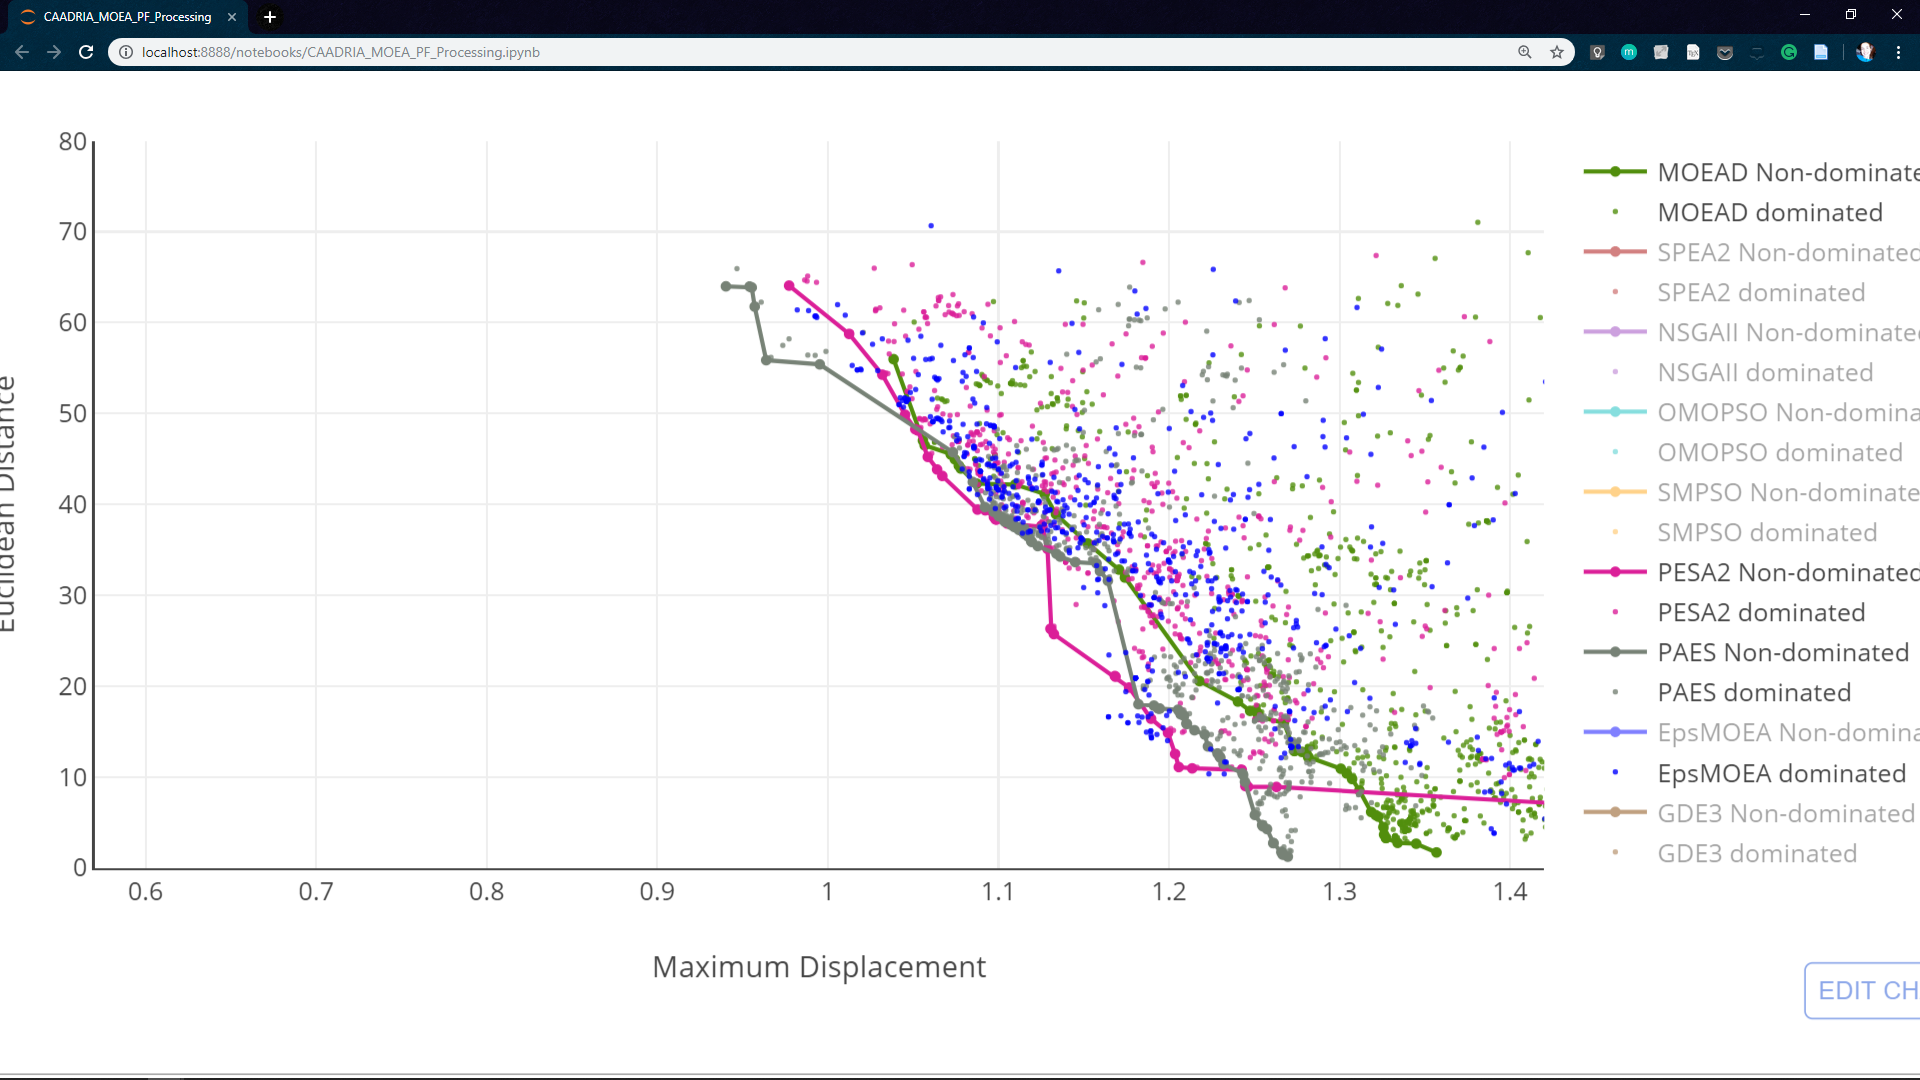 CAADRIA_MOEA_PF_Processing
localhost:8888/notebooks/CAADRIA_MOEA_PF_Processing.ipynb
80
70
60
50
40
30
20
10
0
Euclidean Distance
0.6 0.7 0.8 0.9 1 1.1 1.2 1.3 1.4
Maximum Displacement
MOEAD Non-dominate
MOEAD dominated
SPEA2 Non-dominated
SPEA2 dominated
NSGAII Non-dominate
NSGAII dominated
OMOPSO Non-domina
OMOPSO dominated
SMPSO Non-dominate
SMPSO dominated
PESA2 Non-dominated
PESA2 dominated
PAES Non-dominated
PAES dominated
EpsMOEA Non-domina
EpsMOEA dominated
GDE3 Non-dominated
GDE3 dominated
EDIT CH